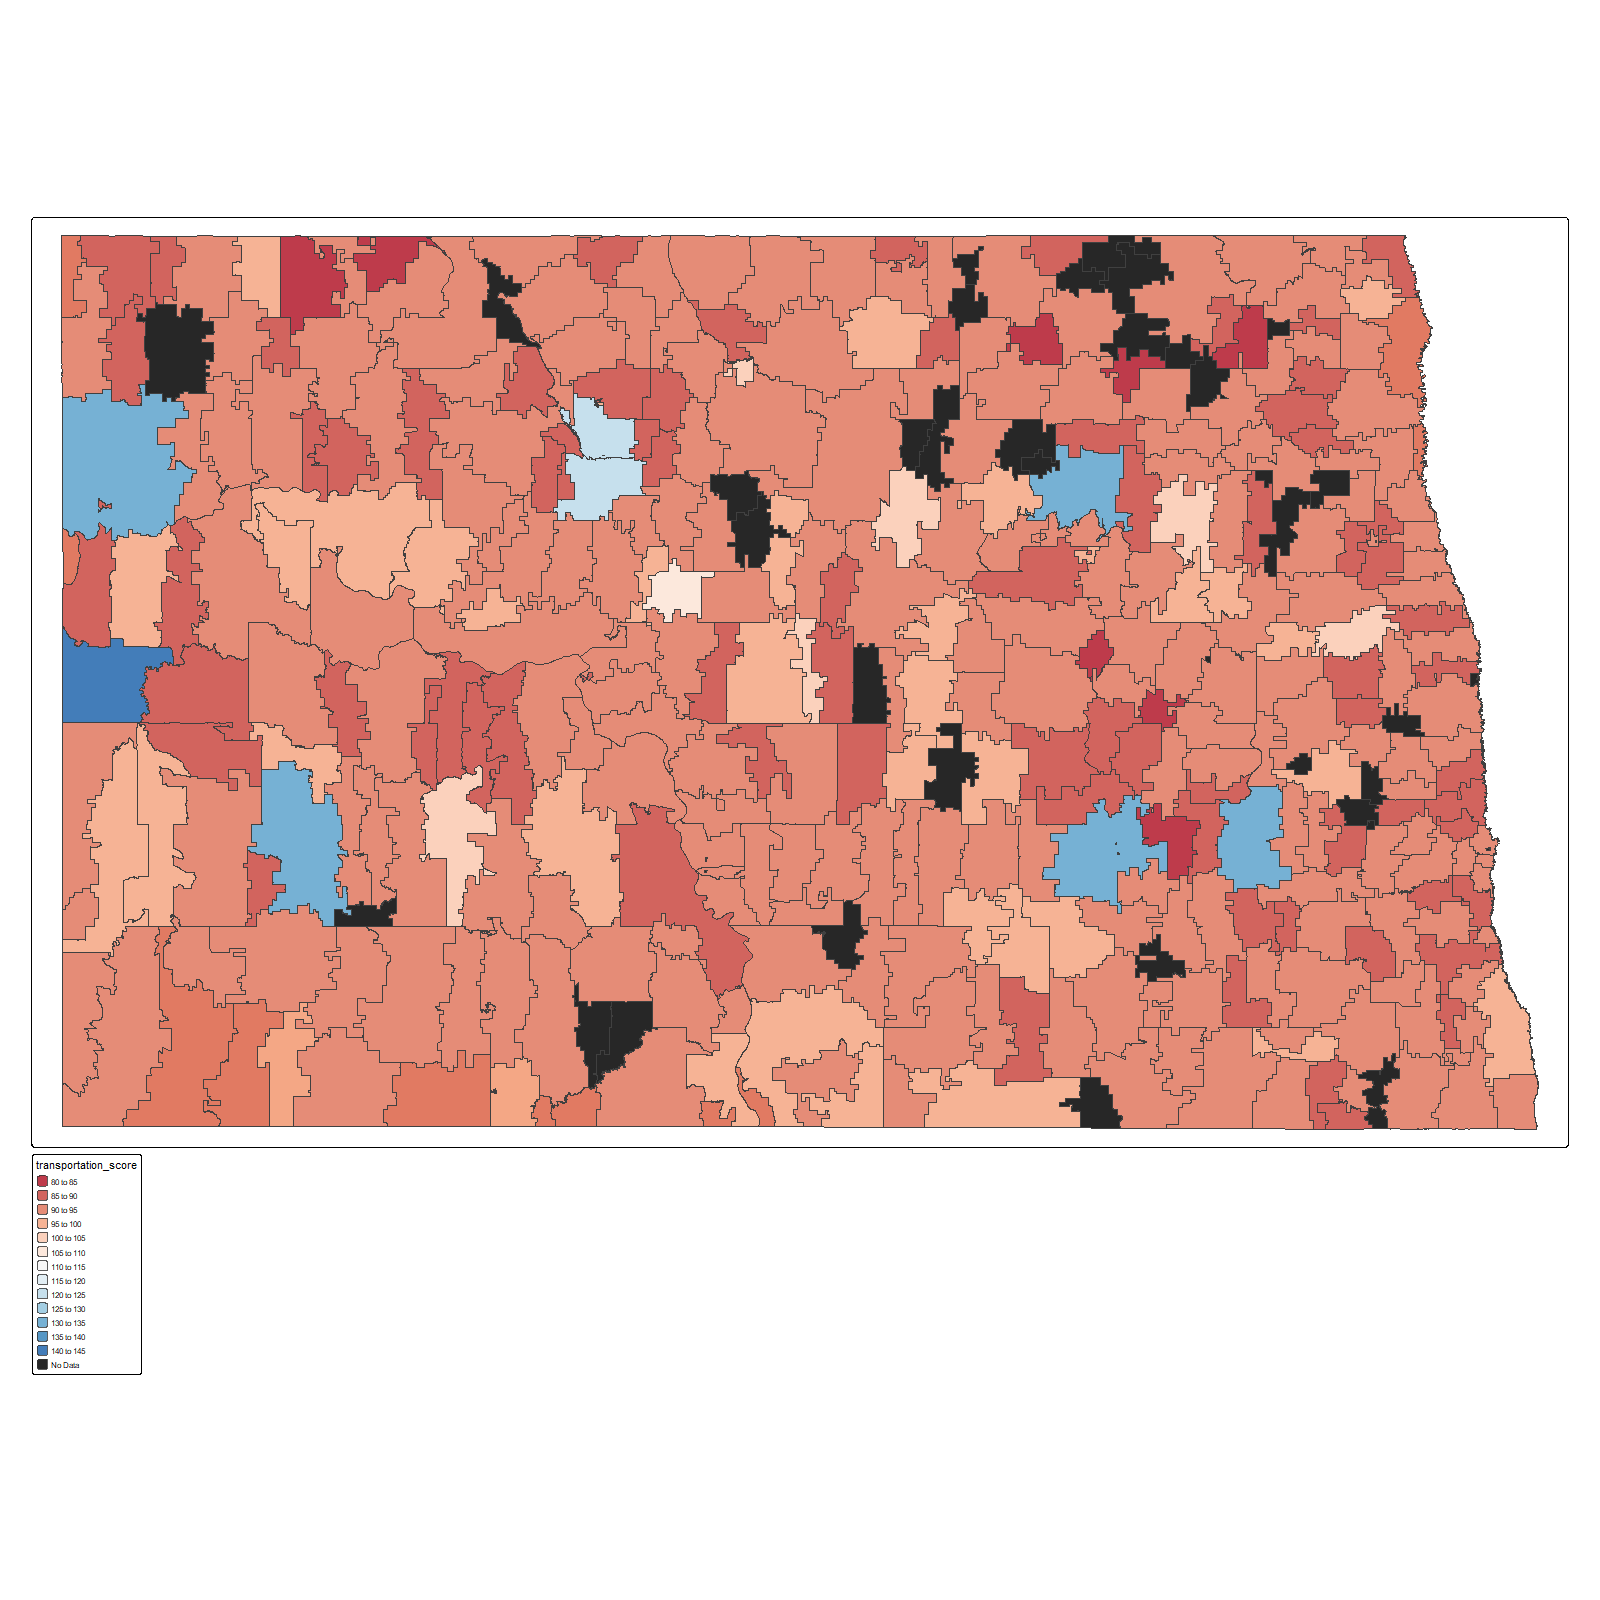 transportation_score
80 to 85
85 to 90
90 to 95
95 to 100
100 to 105
105 to 110
110 to 115
115 to 120
120 to 125
125 to 130
130 to 135
135 to 140
140 to 145
No Data